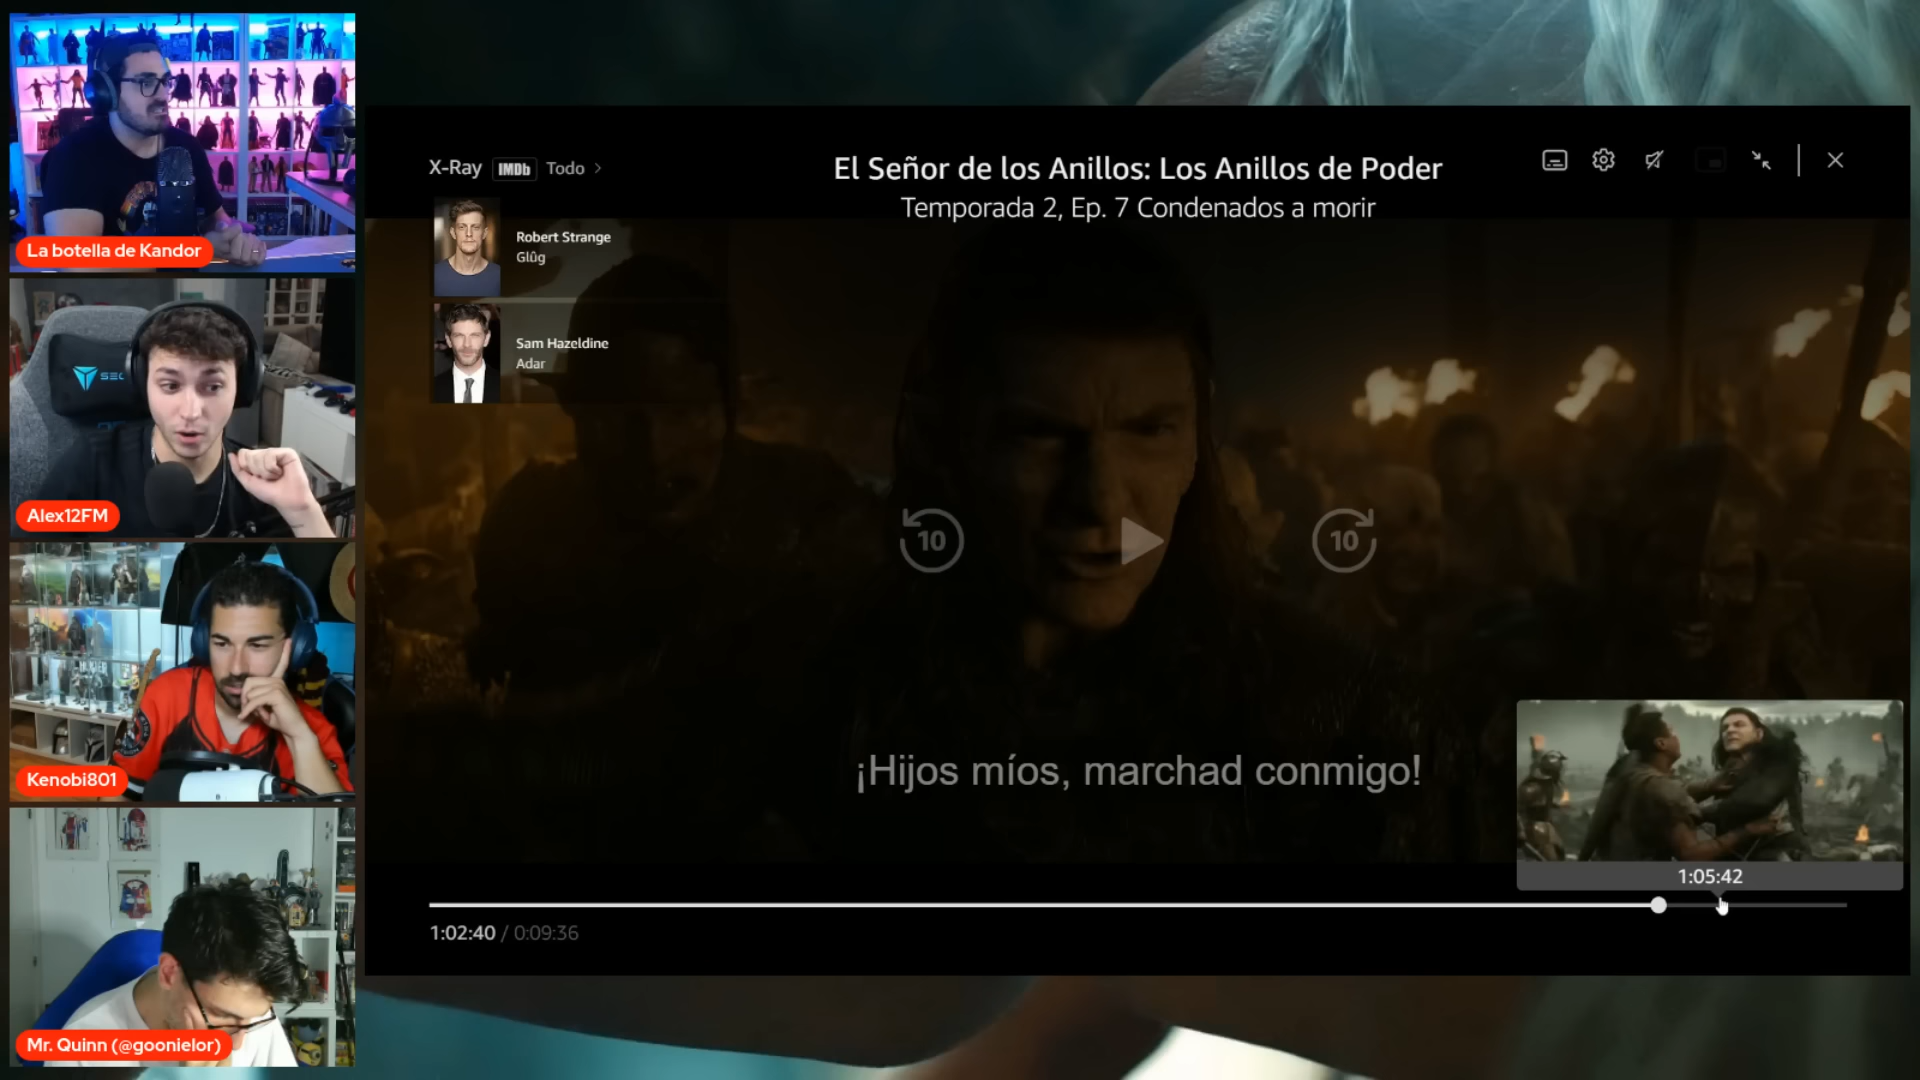 La botella de Kandor
SEC
Alex12FM
Kenobi801
Mr. Quinn (@goonielor)
X-Ray IMDb Todo
El Señor de los Anillos: Los Anillos de Poder
Temporada 2, Ep. 7 Condenados a morir
Robert Strange
Glûg
Sam Hazeldine
Adar
10
10
¡Hijos míos, marchad conmigo!
1:05:42
1:02:40 / 0:09:36